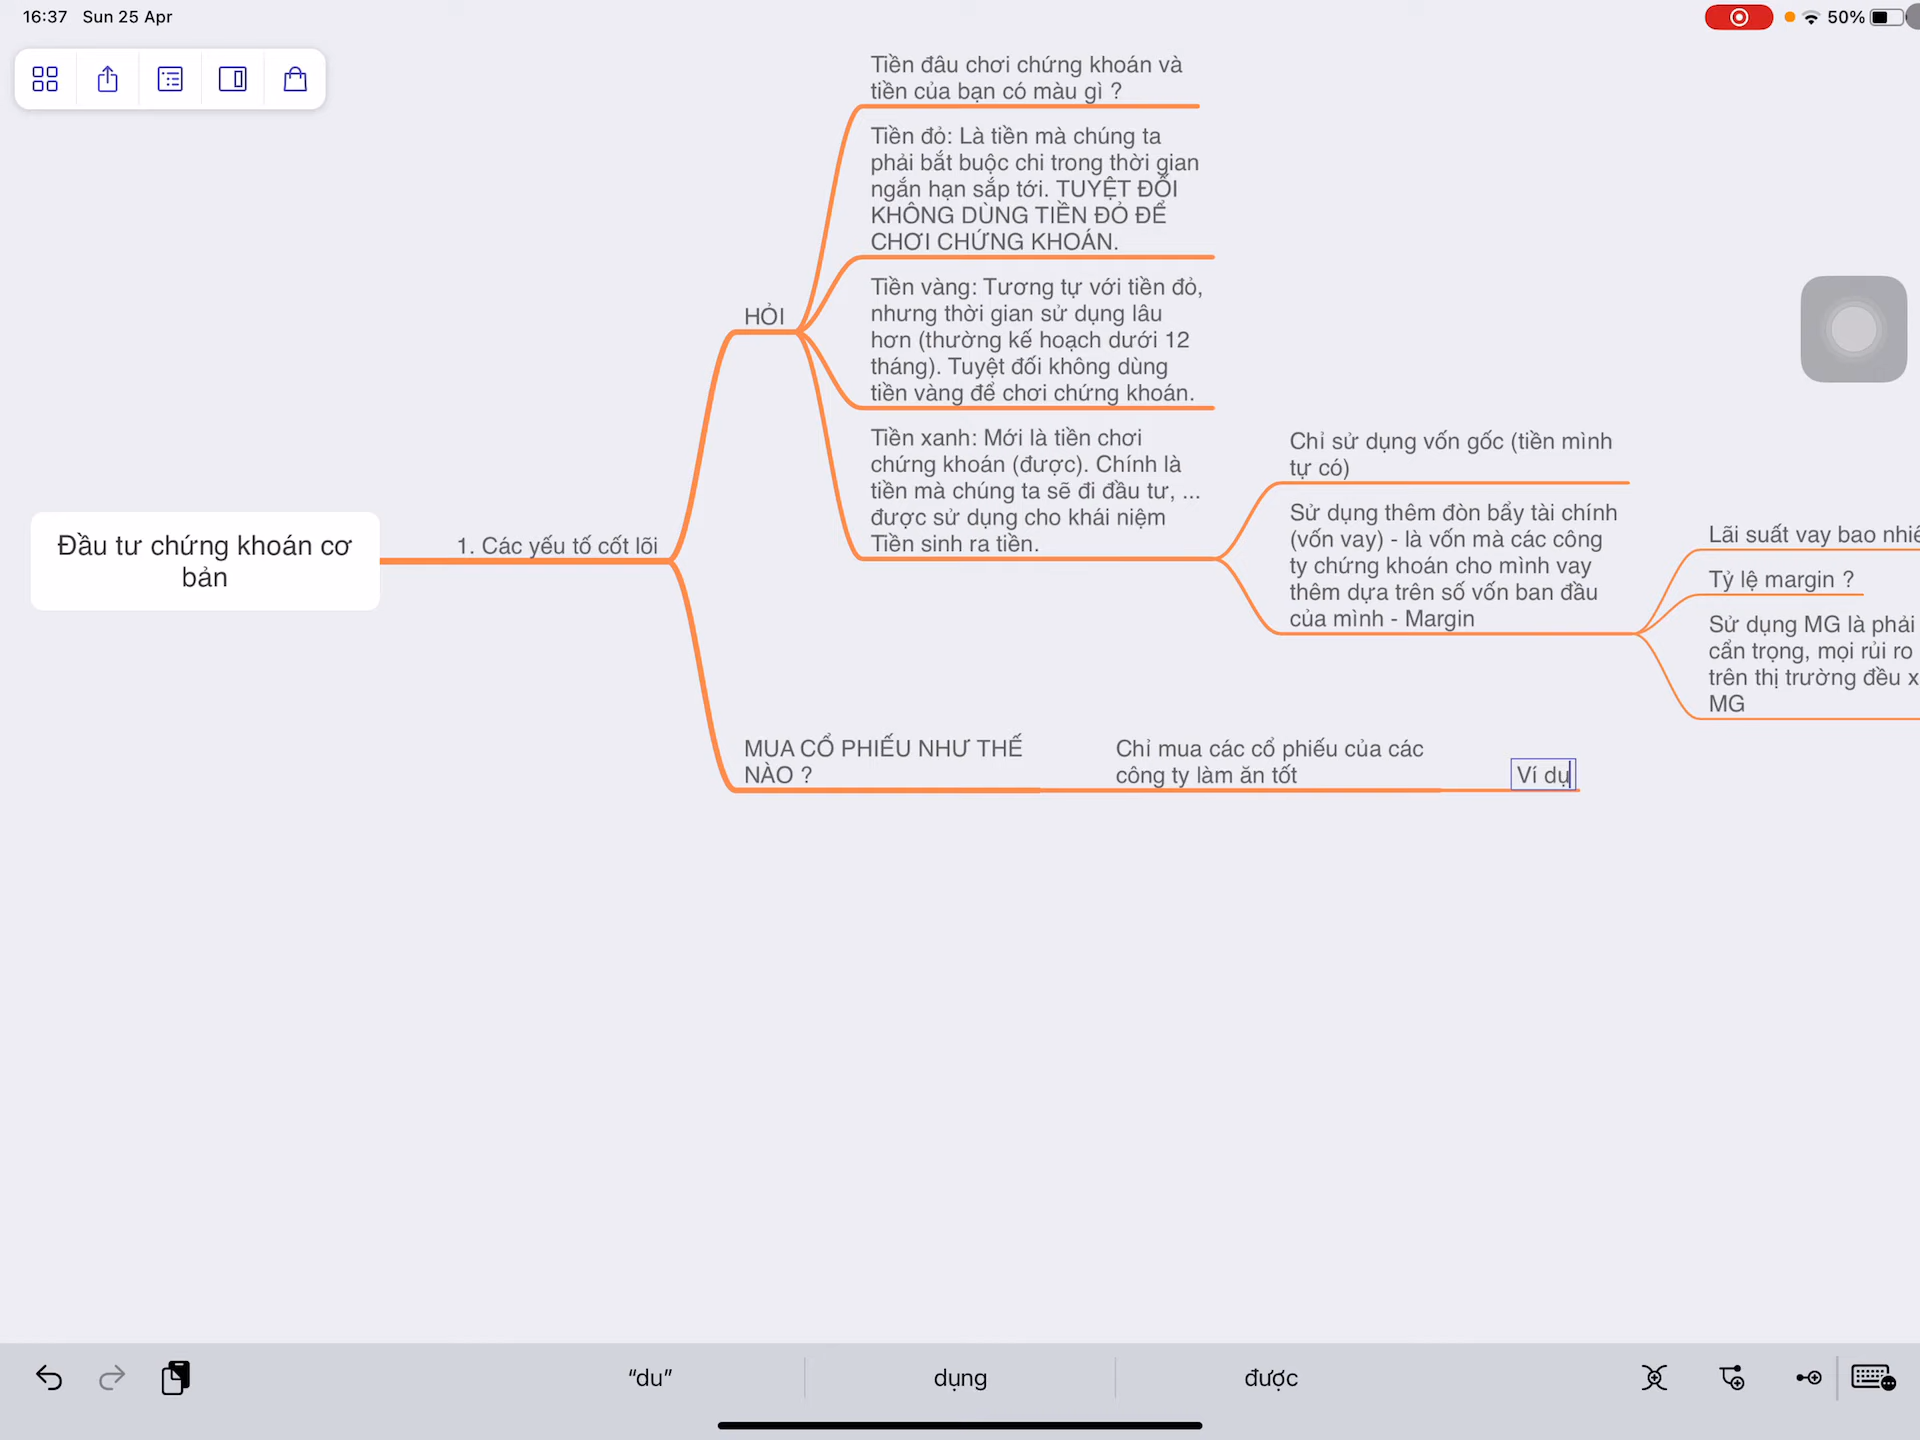 16:37 Sun 25 Apr
50%
Tiền đâu chơi chứng khoán và
tiền của bạn có màu gì ?
Tiền đỏ: Là tiền mà chúng ta
phải bắt buộc chi trong thời gian
ngắn hạn sắp tới. TUYỆT ĐỐI
KHÔNG DÙNG TIỀN ĐỎ ĐỂ
CHƠI CHỨNG KHOÁN.
HỎI
Tiền vàng: Tương tự với tiền đỏ,
nhưng thời gian sử dụng lâu
hơn (thường kế hoạch dưới 12
tháng). Tuyệt đối không dùng
tiền vàng để chơi chứng khoán.
Tiền xanh: Mới là tiền chơi
chứng khoán (được). Chính là
tiền mà chúng ta sẽ đi đầu tư, ...
được sử dụng cho khái niệm
Tiền sinh ra tiền.
Chỉ sử dụng vốn gốc (tiền mình
tự có)
Sử dụng thêm đòn bẩy tài chính
(vốn vay) - là vốn mà các công
ty chứng khoán cho mình vay
thêm dựa trên số vốn ban đầu
của mình - Margin
Lãi suất vay bao
Tỷ lệ margin ?
Sử dụng MG là phải
cẩn trọng, mọi rủi ro
trên thị trường đều
MG
Đầu tư chứng khoán cơ
bản
1. Các yếu tố cốt lõi
MUA CỔ PHIẾU NHƯ THẾ
NÀO ?
Chỉ mua các cổ phiếu của các
công ty làm ăn tốt
Ví dụ
“du”
dụng
được